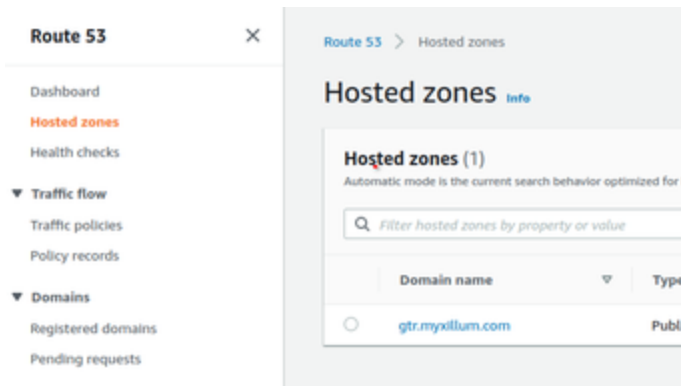 Route 53
Dashboard
Hosted zones
Health checks
Traffic flow
Traffic policies
Policy records
Domains
Registered domains
Pending requests
Route 53 > Hosted zones
Hosted zones Info
Hosted zones (1)
Automatic mode is the current search behavior optimized for
Filter hosted zones by property or value
Domain name Type
gtr.myxillum.com Publ